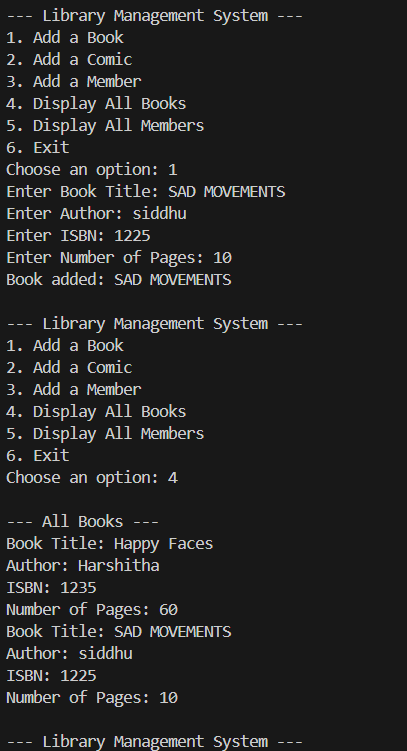 --- Library Management System ---
1. Add a Book
2. Add a Comic
3. Add a Member
4. Display All Books
5. Display All Members
6. Exit
Choose an option: 1
Enter Book Title: SAD MOVEMENTS
Enter Author: siddhu
Enter ISBN: 1225
Enter Number of Pages: 10
Book added: SAD MOVEMENTS

--- Library Management System ---
1. Add a Book
2. Add a Comic
3. Add a Member
4. Display All Books
5. Display All Members
6. Exit
Choose an option: 4

--- All Books ---
Book Title: Happy Faces
Author: Harshitha
ISBN: 1235
Number of Pages: 60
Book Title: SAD MOVEMENTS
Author: siddhu
ISBN: 1225
Number of Pages: 10

--- Library Management System ---